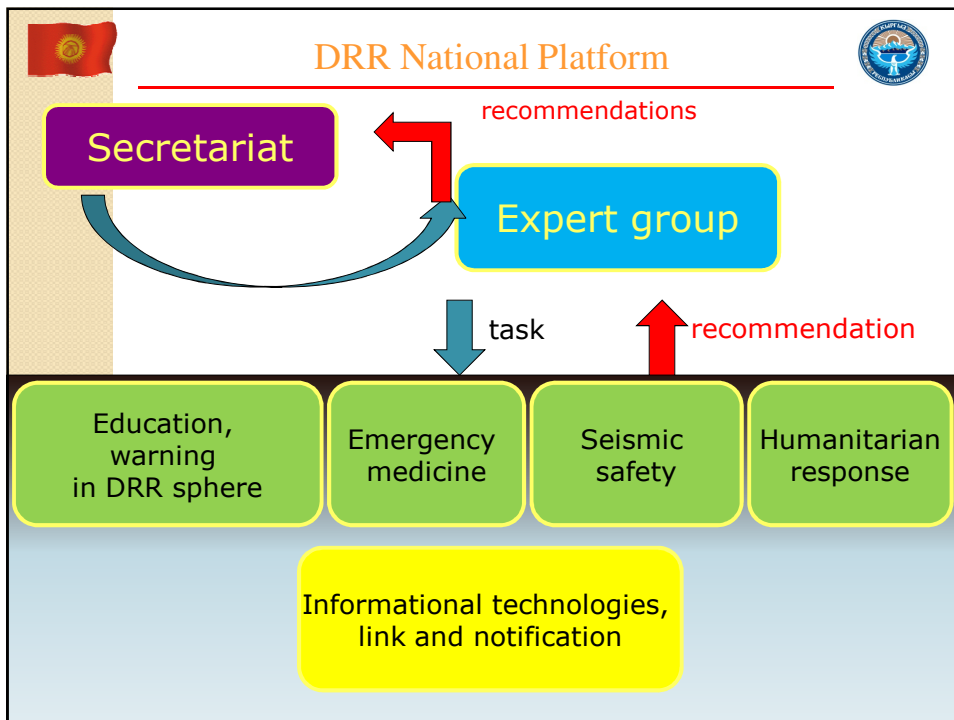 DRR National Platform
recommendations
Secretariat
Expert group
task
recommendation
Education,
warning
in DRR sphere
Emergency
medicine
Seismic
safety
Humanitarian
response
Informational technologies,
link and notification